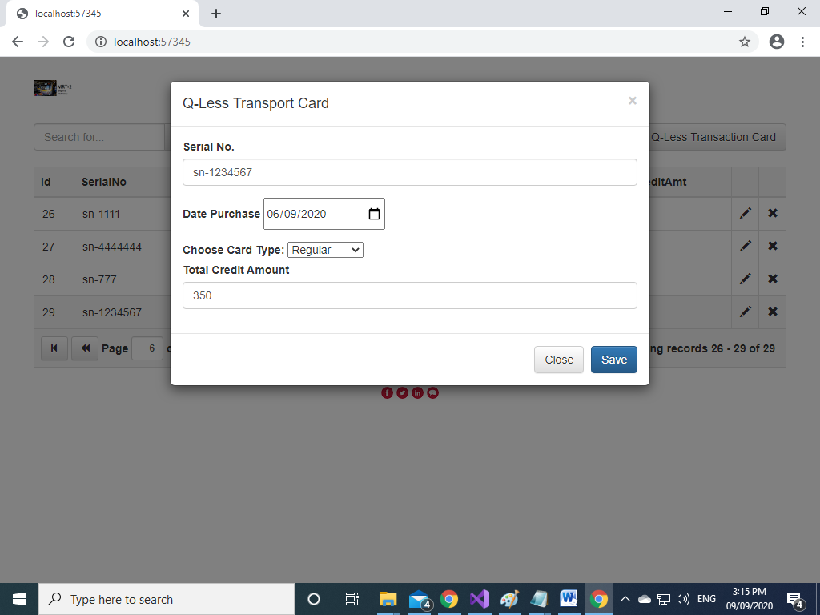 localhost:57345
localhost:57345
Q-Less Transport Card
×
Search for...
Q-Less Transaction Card
Serial No.
sn-1234567
Id SerialNo
ditAmt
Date Purchase 06/09/2020
26 sn-1111
27 sn-4444444
Choose Card Type: Regular
Total Credit Amount
28 sn-777
350
29 sn-1234567
Page 6
ng records 26 - 29 of 29
Close Save
Type here to search
4
ENG
3:15 PM
09/09/2020
4